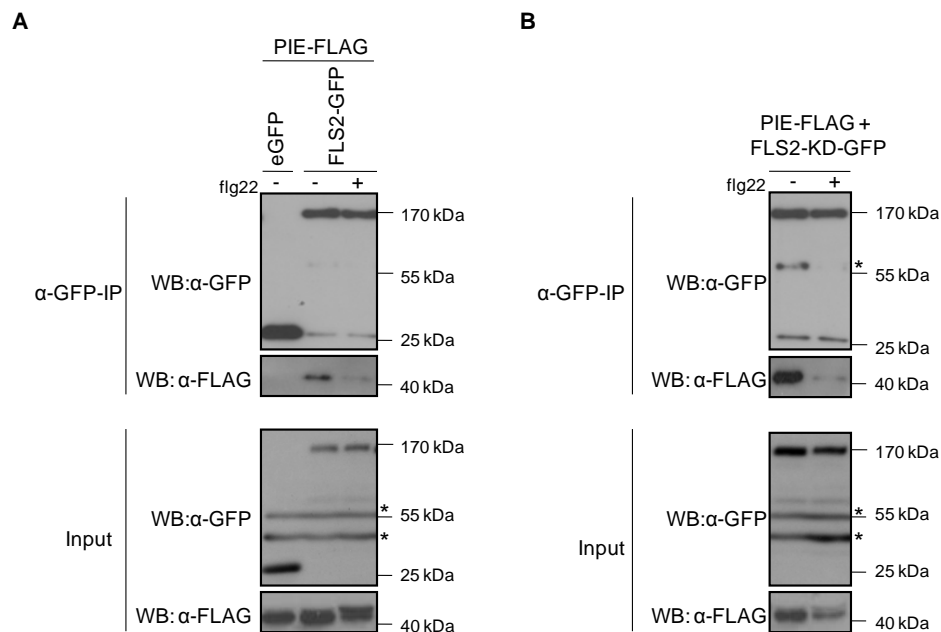 A
PIE-FLAG
eGFP
FLS2-GFP
flg22 - - +
α-GFP-IP
WB:α-GFP
170 kDa
55 kDa
25 kDa
WB: α-FLAG
40 kDa
Input
WB:α-GFP
170 kDa
*
55 kDa
*
25 kDa
WB: α-FLAG
40 kDa
B
PIE-FLAG +
FLS2-KD-GFP
flg22 - +
α-GFP-IP
WB:α-GFP
170 kDa
*
55 kDa
25 kDa
WB: α-FLAG
40 kDa
Input
WB:α-GFP
170 kDa
*
55 kDa
*
25 kDa
WB: α-FLAG
40 kDa